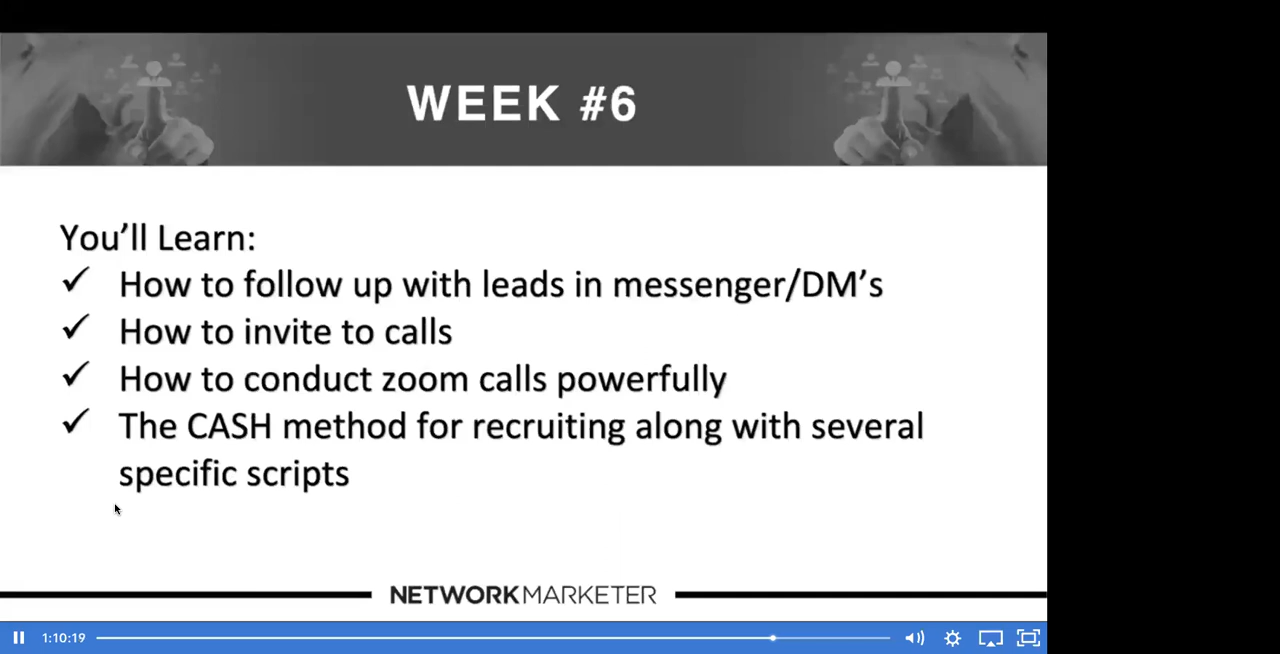 WEEK #6
You’ll Learn:
✓ How to follow up with leads in messenger/DM’s
✓ How to invite to calls
✓ How to conduct zoom calls powerfully
✓ The CASH method for recruiting along with several
specific scripts
NETWORKMARKETER
1:10:19